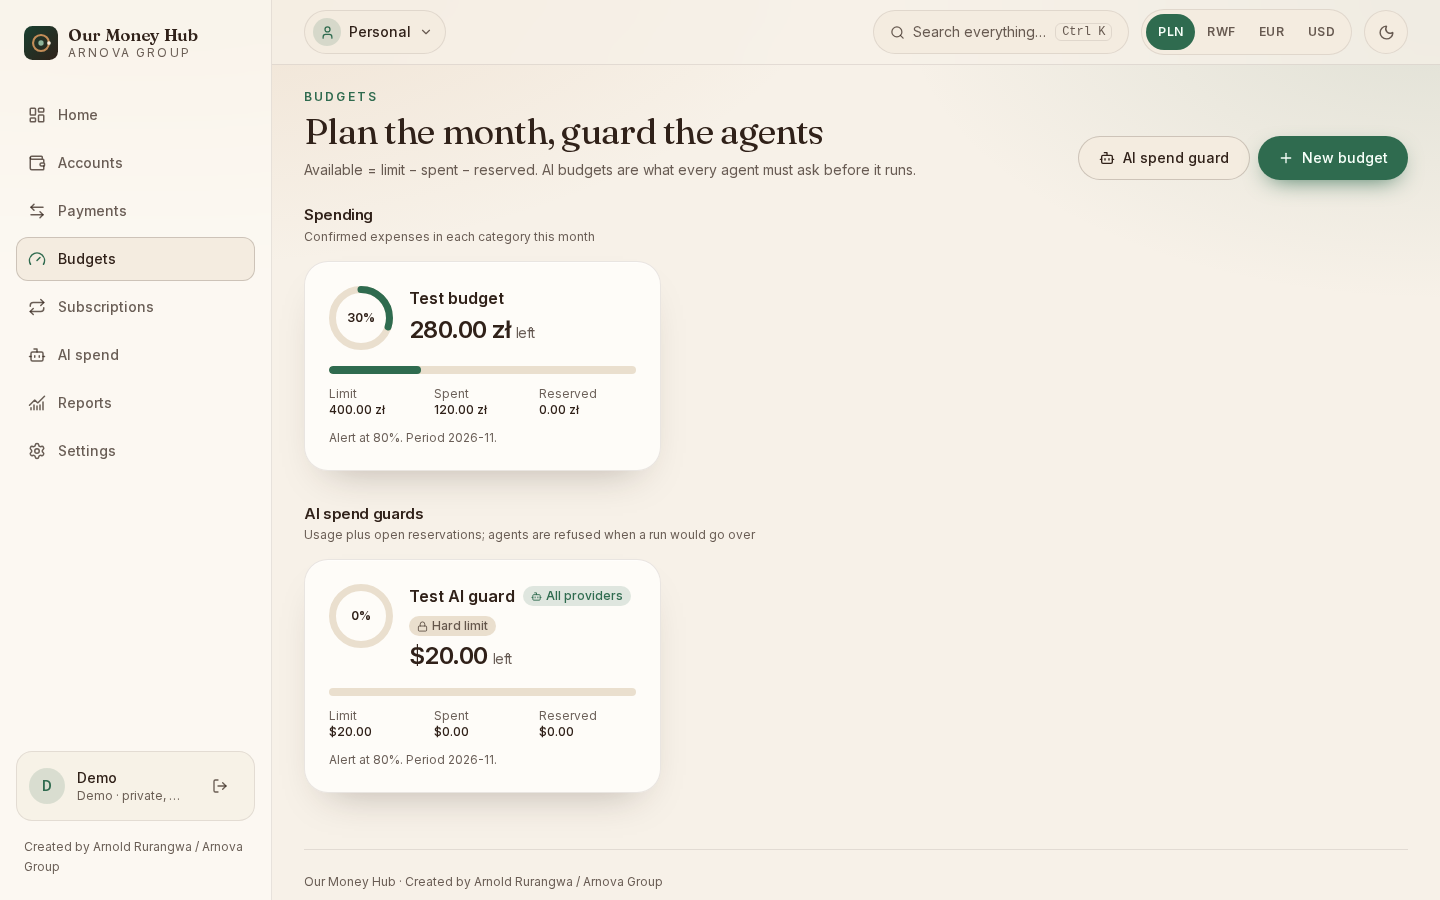 Our Money Hub
ARNOVA GROUP
Home
Accounts
Payments
Budgets
Subscriptions
AI spend
Reports
Settings
D
Demo
Demo · private, …
Created by Arnold Rurangwa / Arnova
Group
Personal
Search everything… Ctrl K
PLN RWF EUR USD
BUDGETS
Plan the month, guard the agents
Available = limit − spent − reserved. AI budgets are what every agent must ask before it runs.
AI spend guard
New budget
Spending
Confirmed expenses in each category this month
30%
Test budget
280.00 zł left
Limit Spent Reserved
400.00 zł 120.00 zł 0.00 zł
Alert at 80%. Period 2026-11.
AI spend guards
Usage plus open reservations; agents are refused when a run would go over
0%
Test AI guard All providers
Hard limit
$20.00 left
Limit Spent Reserved
$20.00 $0.00 $0.00
Alert at 80%. Period 2026-11.
Our Money Hub · Created by Arnold Rurangwa / Arnova Group